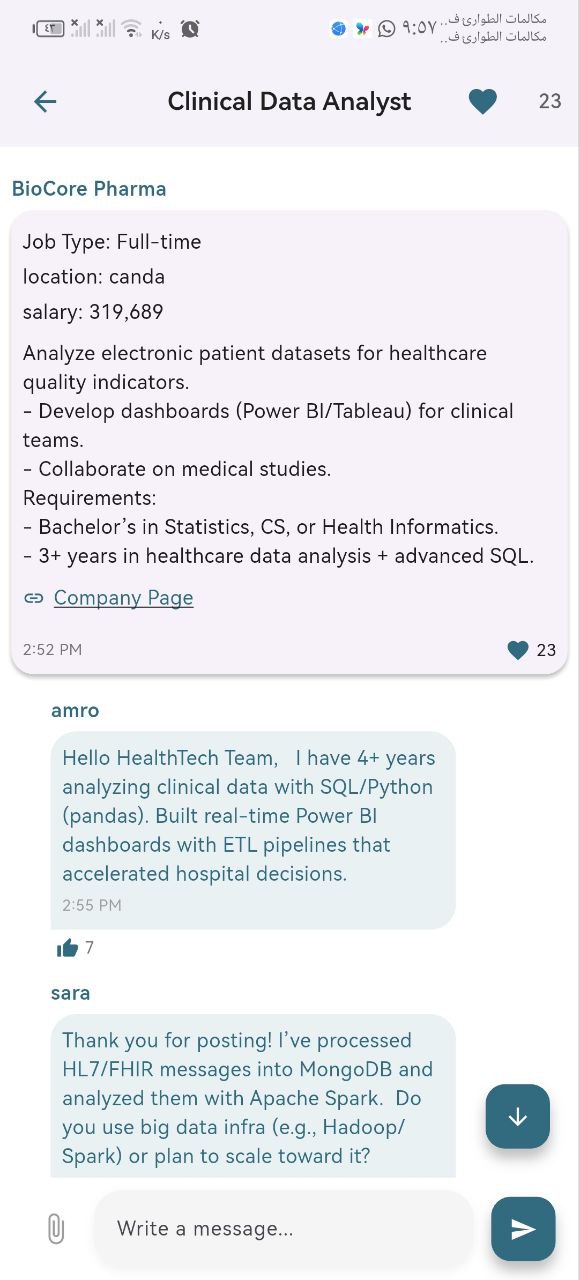 مكالمات الطوارئ ف..
مكالمات الطوارئ ف..
٩:٥٧
K/s
٤٣
Clinical Data Analyst
23
BioCore Pharma
Job Type: Full-time
location: canda
salary: 319,689
Analyze electronic patient datasets for healthcare
quality indicators.
- Develop dashboards (Power BI/Tableau) for clinical
teams.
- Collaborate on medical studies.
Requirements:
- Bachelor's in Statistics, CS, or Health Informatics.
- 3+ years in healthcare data analysis + advanced SQL.
Company Page
2:52 PM
23
amro
Hello HealthTech Team,   I have 4+ years
analyzing clinical data with SQL/Python
(pandas). Built real-time Power BI
dashboards with ETL pipelines that
accelerated hospital decisions.
2:55 PM
7
sara
Thank you for posting! I've processed
HL7/FHIR messages into MongoDB and
analyzed them with Apache Spark.  Do
you use big data infra (e.g., Hadoop/
Spark) or plan to scale toward it?
Write a message...